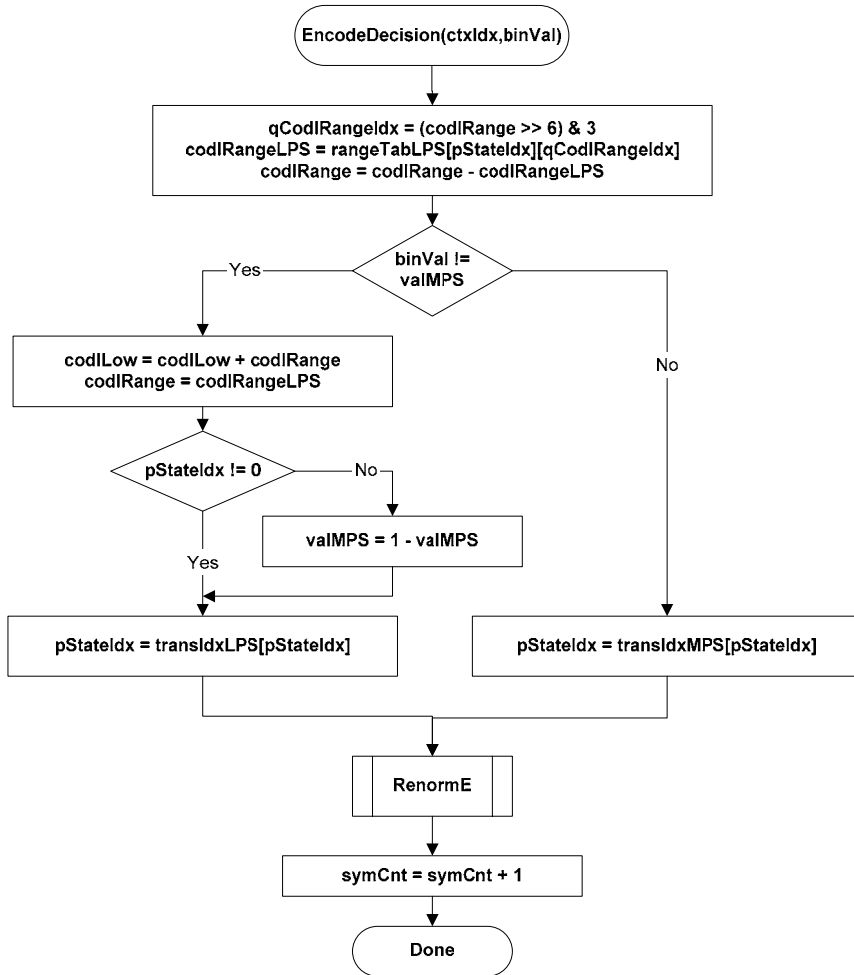 EncodeDecision(ctxIdx,binVal)
qCodIRangeIdx = (codIRange >> 6) & 3
codIRangeLPS = rangeTabLPS[pStateIdx][qCodIRangeIdx]
codIRange = codIRange - codIRangeLPS
binVal !=
valMPS
Yes
No
codILow = codILow + codIRange
codIRange = codIRangeLPS
pStateIdx != 0
No
valMPS = 1 - valMPS
Yes
pStateIdx = transIdxLPS[pStateIdx]
pStateIdx = transIdxMPS[pStateIdx]
RenormE
symCnt = symCnt + 1
Done